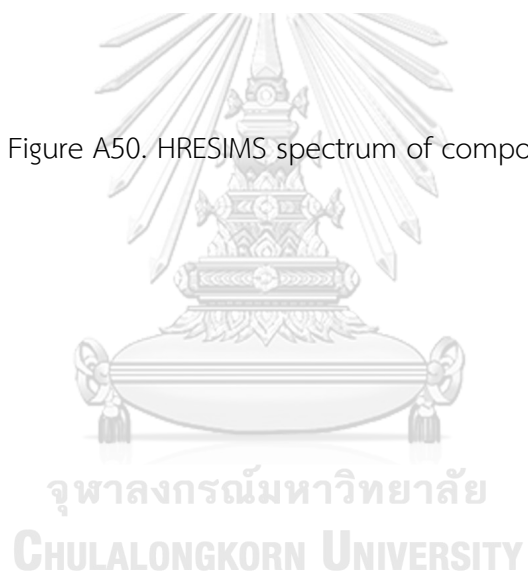 Figure A50. HRESIMS spectrum of compo
จุฬาลงกรณ์มหาวิทยาลัย
CHULALONGKORN UNIVERSITY